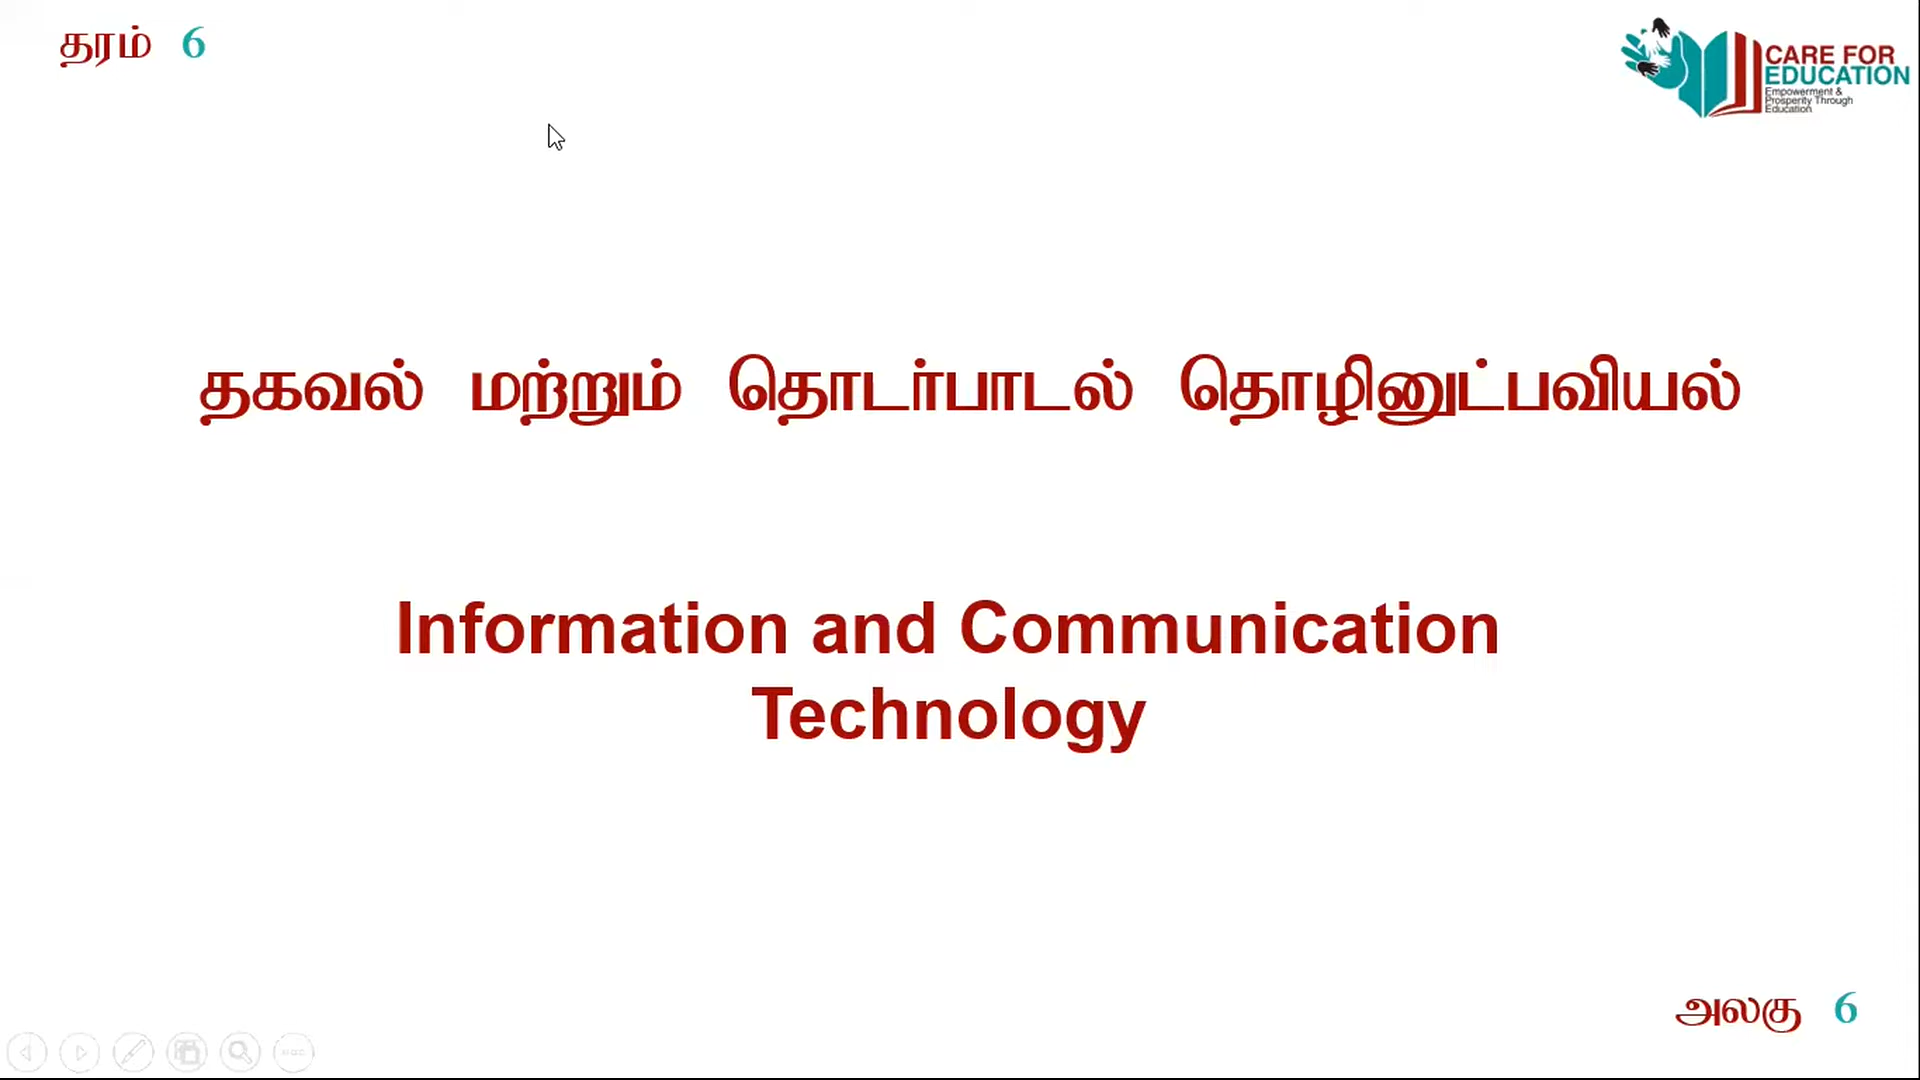 தரம் 6
CARE FOR
EDUCATION
Empowerment &
Prosperity Through
Education
தகவல் மற்றும் தொடர்பாடல் தொழினுட்பவியல்
Information and Communication
Technology
அலகு 6